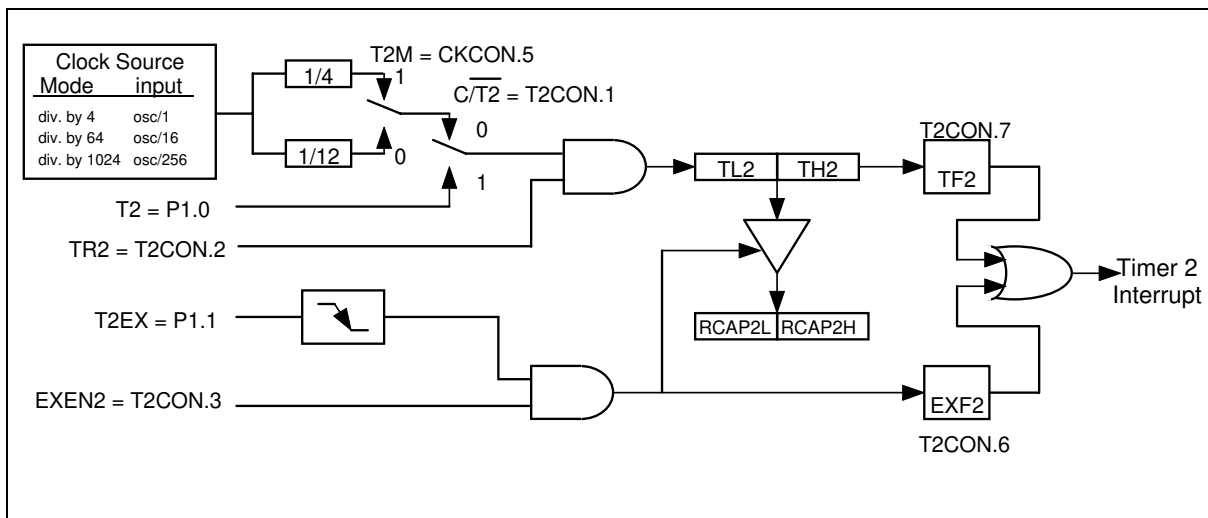 Clock Source
Mode input
div. by 4 osc/1
div. by 64 osc/16
div. by 1024 osc/256
1/4
1/12
T2M = CKCON.5
1
0
C/T2 = T2CON.1
0
1
T2 = P1.0
TR2 = T2CON.2
TL2 TH2
T2CON.7
TF2
Timer 2
Interrupt
T2EX = P1.1
RCAP2L RCAP2H
EXEN2 = T2CON.3
EXF2
T2CON.6